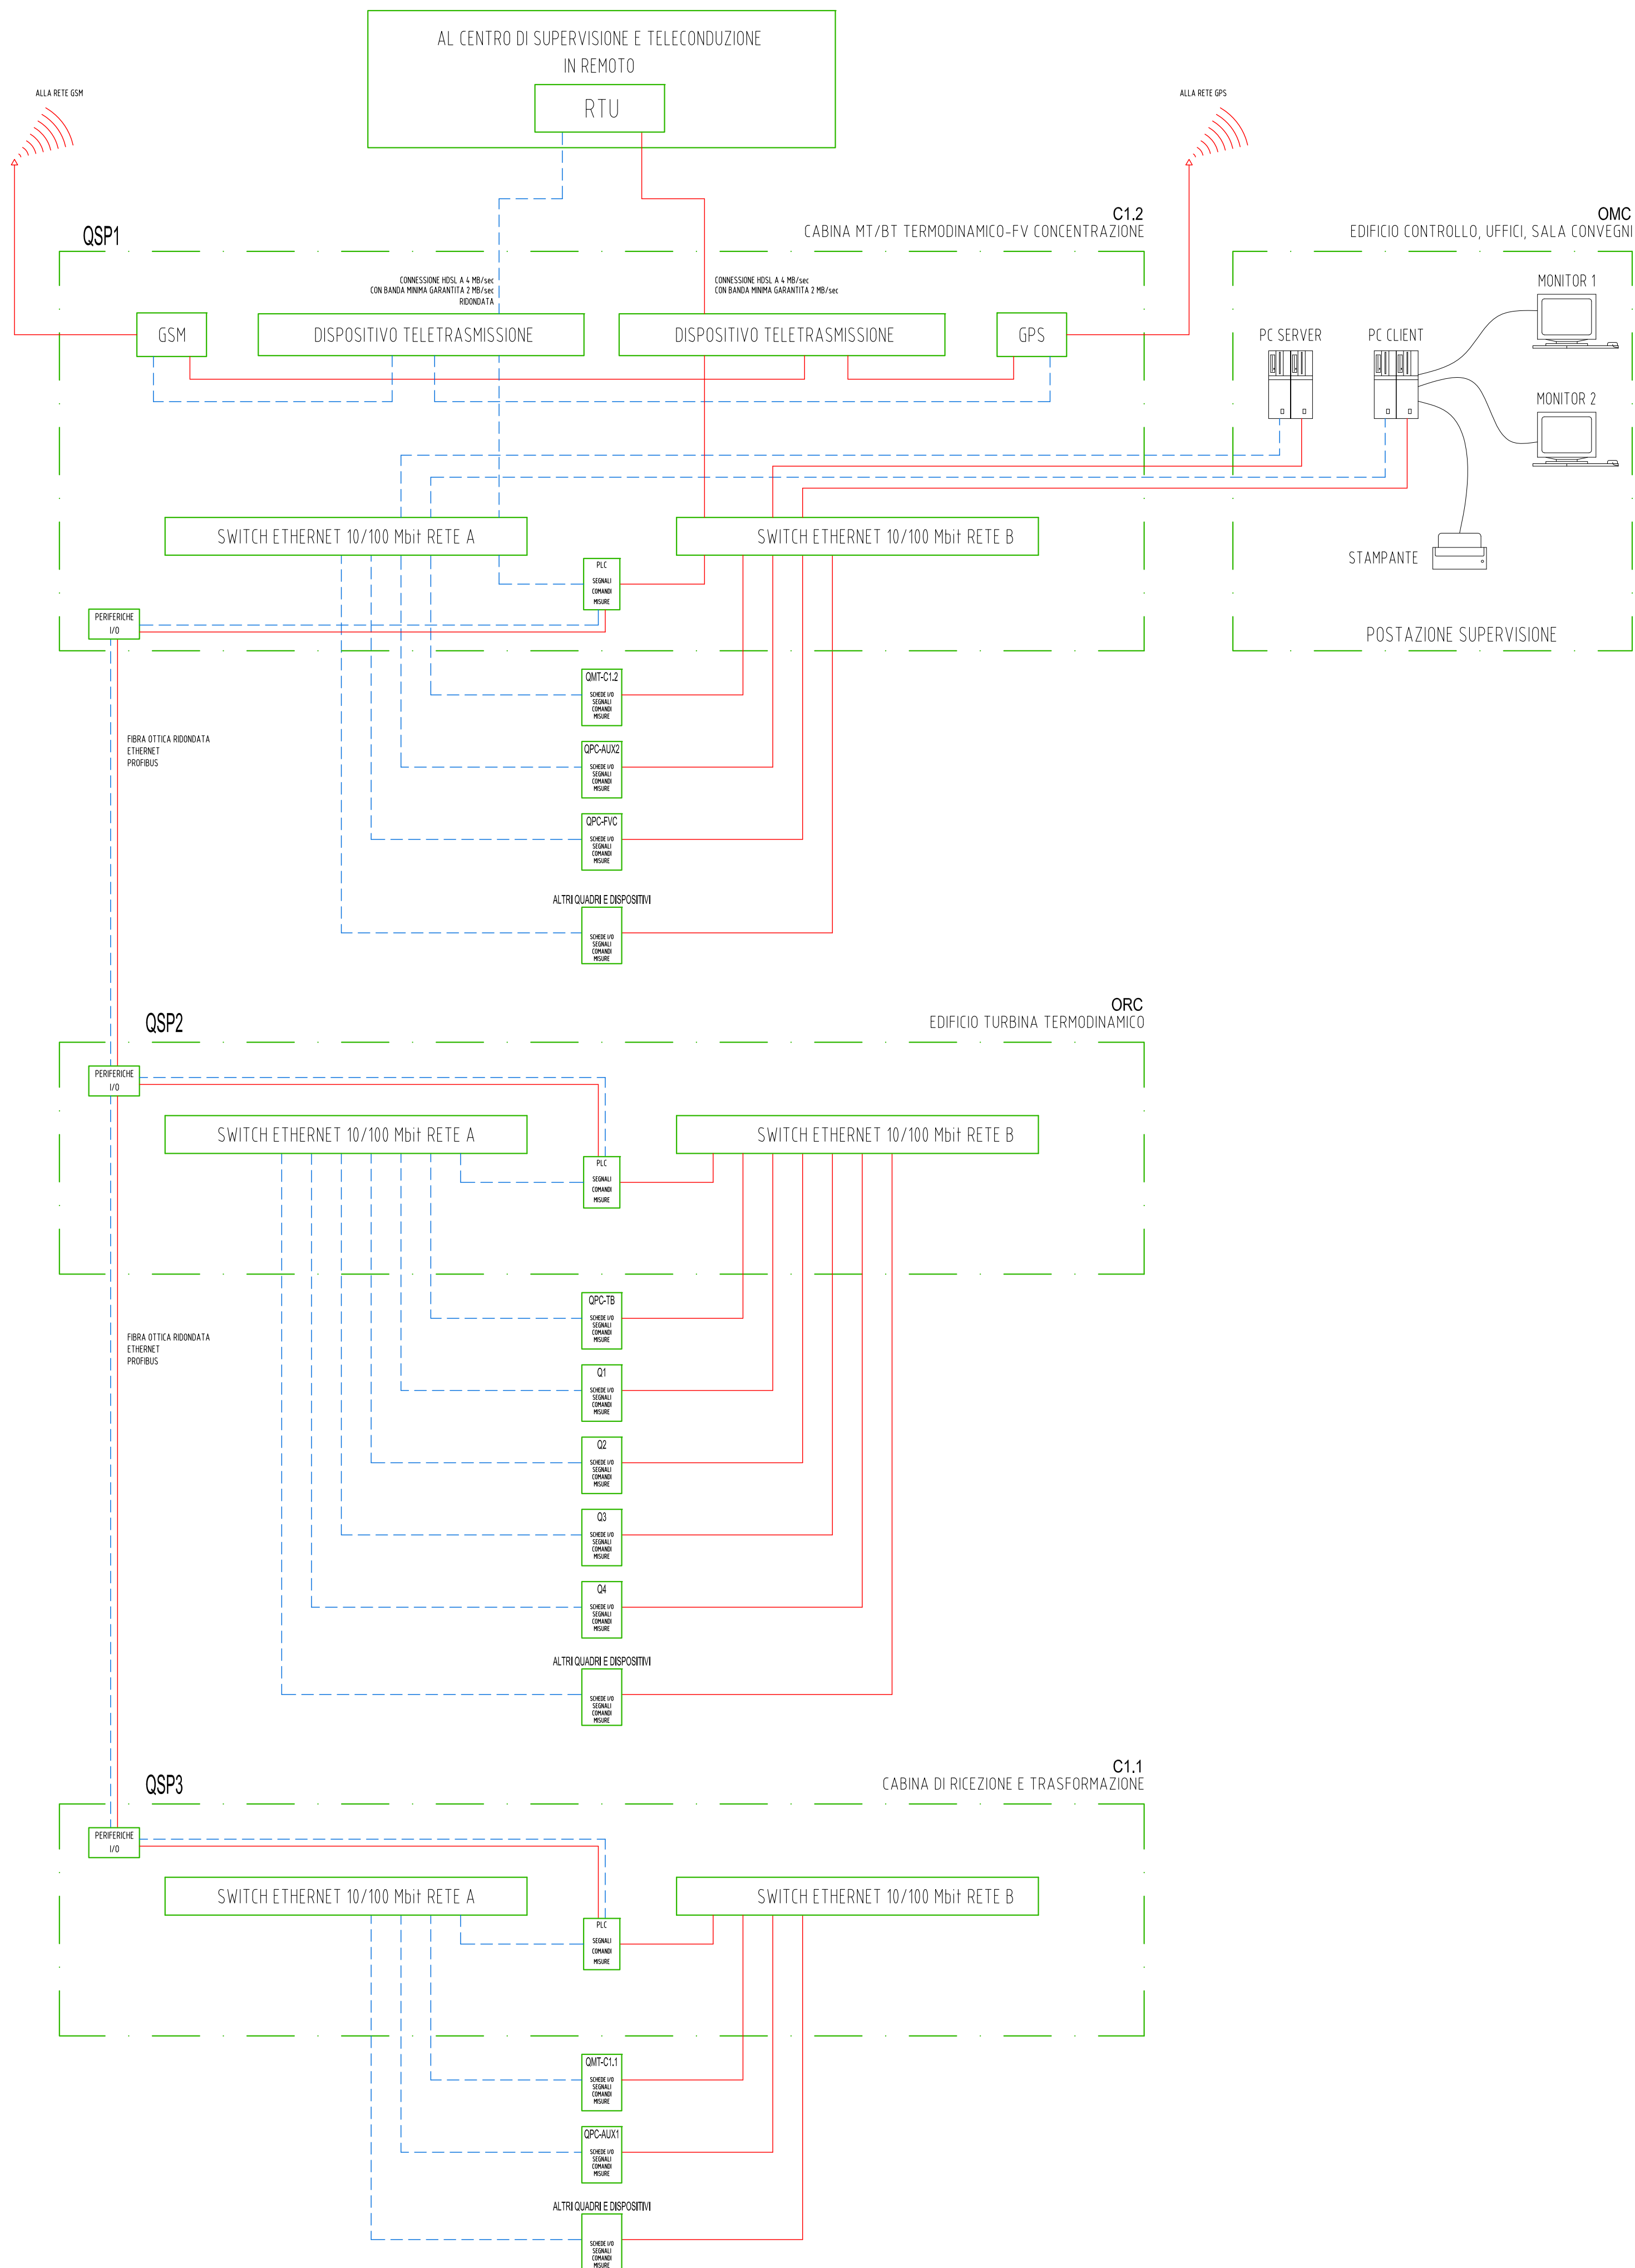 AL CENTRO DI SUPERVISIONE E TELECONDUZIONE
IN REMOTO
RTU
ALLA RETE GSM
ALLA RETE GPS
QSP1
C1.2
CABINA MT/BT TERMODINAMICO-FV CONCENTRAZIONE
OMC
EDIFICIO CONTROLLO, UFFICI, SALA CONVEGNI
CONNESSIONE HDSL A 4 MB/sec
CON BANDA MINIMA GARANTITA 2 MB/sec
RIDONDATA
CONNESSIONE HDSL A 4 MB/sec
CON BANDA MINIMA GARANTITA 2 MB/sec
GSM
DISPOSITIVO TELETRASMISSIONE
DISPOSITIVO TELETRASMISSIONE
GPS
PC SERVER
PC CLIENT
MONITOR 1
MONITOR 2
STAMPANTE
POSTAZIONE SUPERVISIONE
SWITCH ETHERNET 10/100 Mbit RETE A
SWITCH ETHERNET 10/100 Mbit RETE B
PLC
SEGNALI
COMANDI
MISURE
PERIFERICHE
I/O
QMT-C1.2
SCHEDE I/O
SEGNALI
COMANDI
MISURE
FIBRA OTTICA RIDONDATA
ETHERNET
PROFIBUS
QPC-AUX2
SCHEDE I/O
SEGNALI
COMANDI
MISURE
QPC-FVC
SCHEDE I/O
SEGNALI
COMANDI
MISURE
ALTRI QUADRI E DISPOSITIVI
SCHEDE I/O
SEGNALI
COMANDI
MISURE
QSP2
ORC
EDIFICIO TURBINA TERMODINAMICO
PERIFERICHE
I/O
SWITCH ETHERNET 10/100 Mbit RETE A
SWITCH ETHERNET 10/100 Mbit RETE B
PLC
SEGNALI
COMANDI
MISURE
QPC-TB
SCHEDE I/O
SEGNALI
COMANDI
MISURE
FIBRA OTTICA RIDONDATA
ETHERNET
PROFIBUS
Q1
SCHEDE I/O
SEGNALI
COMANDI
MISURE
Q2
SCHEDE I/O
SEGNALI
COMANDI
MISURE
Q3
SCHEDE I/O
SEGNALI
COMANDI
MISURE
Q4
SCHEDE I/O
SEGNALI
COMANDI
MISURE
ALTRI QUADRI E DISPOSITIVI
SCHEDE I/O
SEGNALI
COMANDI
MISURE
QSP3
C1.1
CABINA DI RICEZIONE E TRASFORMAZIONE
PERIFERICHE
I/O
SWITCH ETHERNET 10/100 Mbit RETE A
SWITCH ETHERNET 10/100 Mbit RETE B
PLC
SEGNALI
COMANDI
MISURE
QMT-C1.1
SCHEDE I/O
SEGNALI
COMANDI
MISURE
QPC-AUX1
SCHEDE I/O
SEGNALI
COMANDI
MISURE
ALTRI QUADRI E DISPOSITIVI
SCHEDE I/O
SEGNALI
COMANDI
MISURE